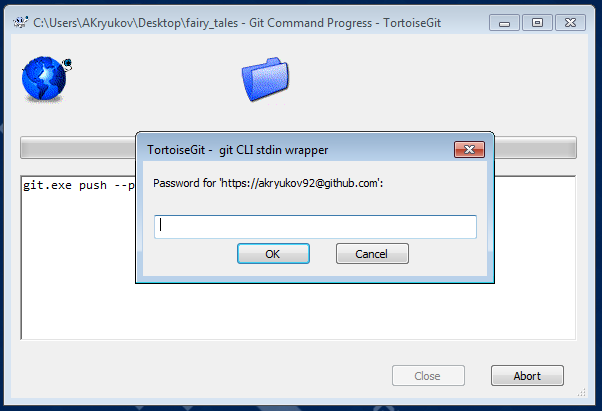 C:\Users\AKryukov\Desktop\fairy_tales - Git Command Progress - TortoiseGit
TortoiseGit - git CLI stdin wrapper
Password for 'https://akryukov92@github.com':
git.exe push --p
OK
Cancel
Close
Abort